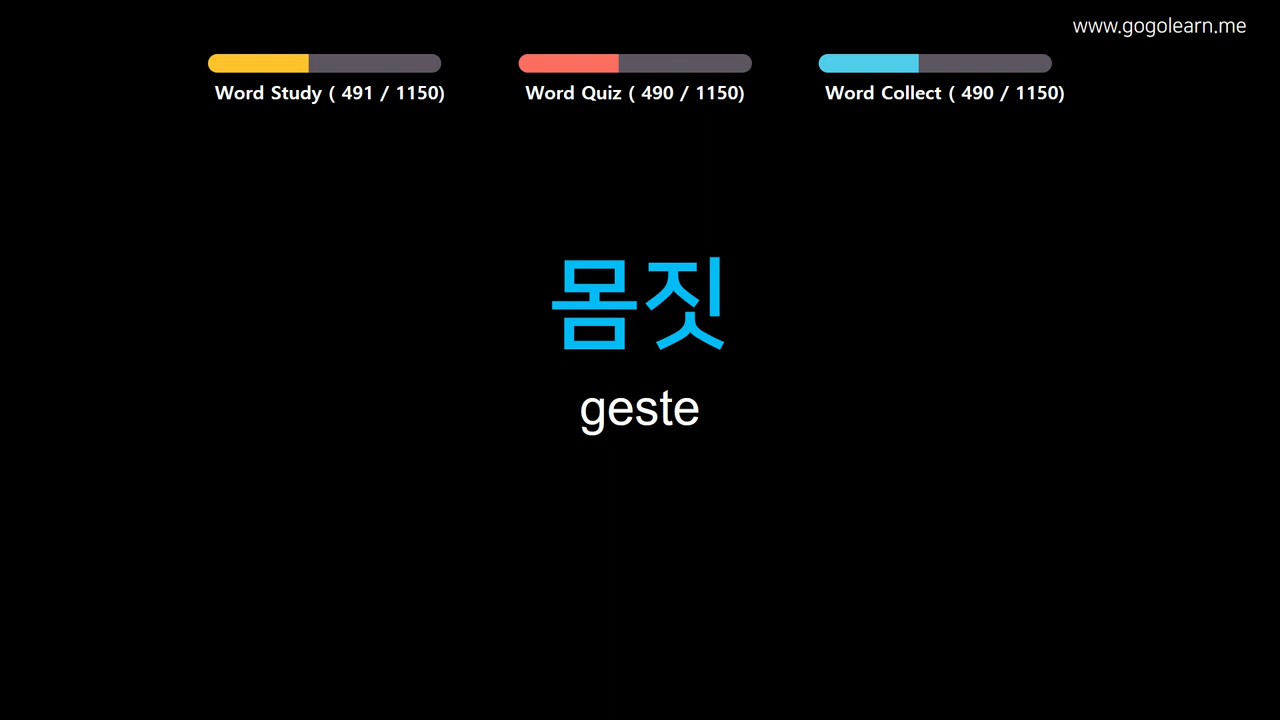 www.gogolearn.me
Word Study ( 491 / 1150)
Word Quiz ( 490 / 1150)
Word Collect ( 490 / 1150)
몸짓
geste